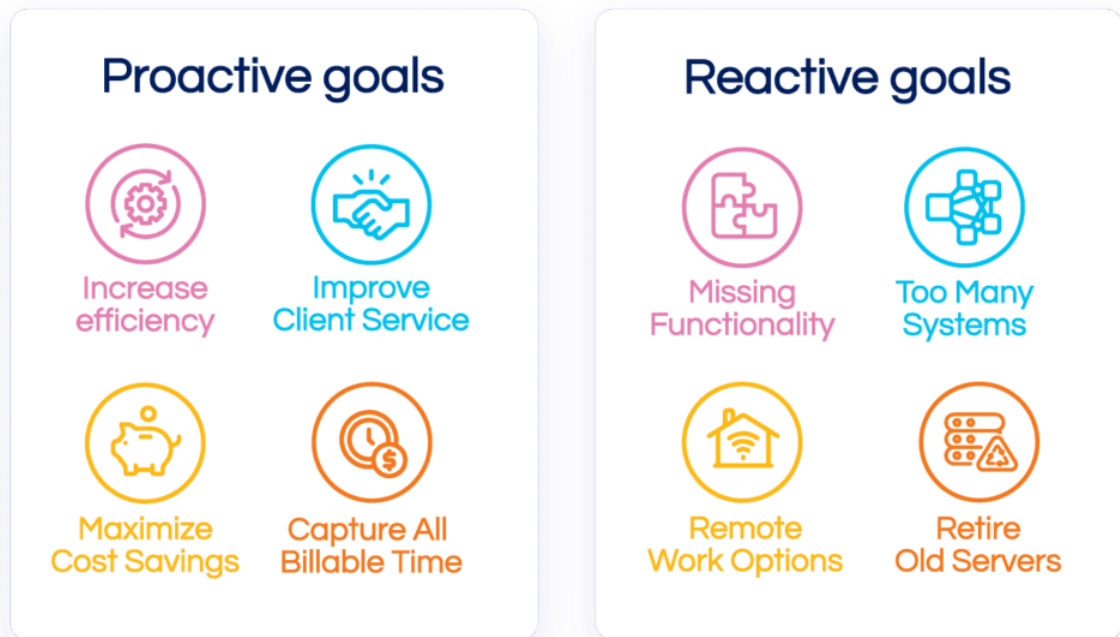 Proactive goals
Increase
efficiency
Improve
Client Service
Maximize
Cost Savings
Capture All
Billable Time
Reactive goals
Missing
Functionality
Too Many
Systems
Remote
Work Options
Retire
Old Servers